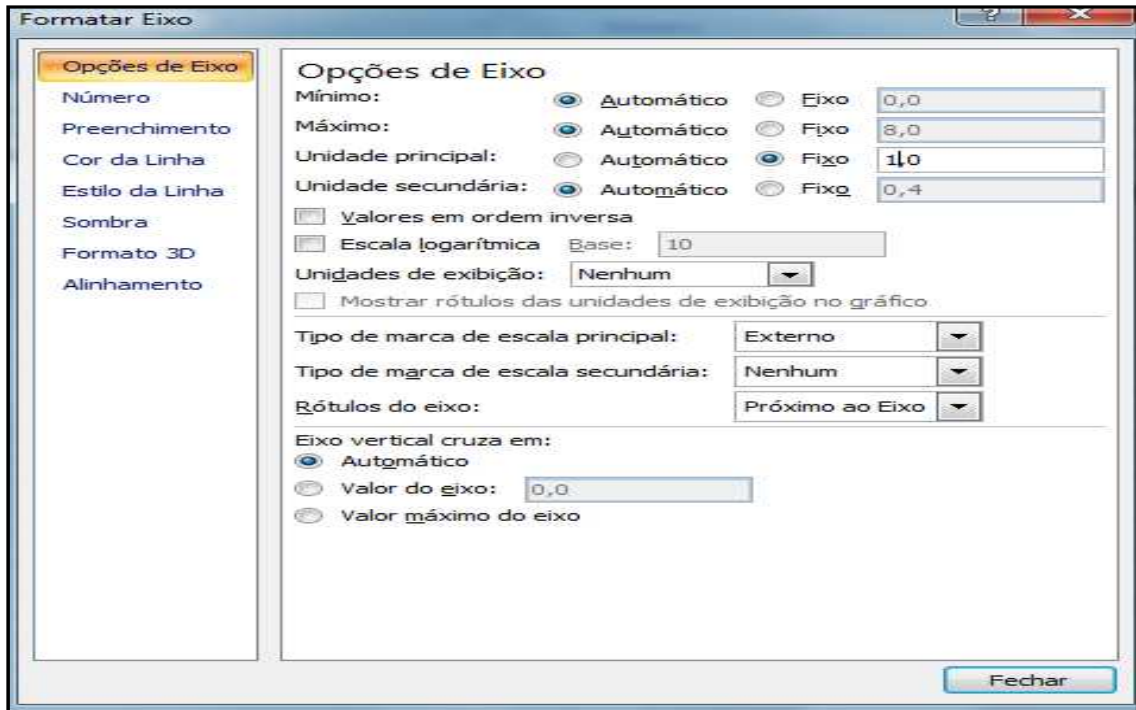 Formatar Eixo
Opções de Eixo
Número
Preenchimento
Cor da Linha
Estilo da Linha
Sombra
Formato 3D
Alinhamento
Opções de Eixo
Mínimo: Automático Fixo 0,0
Máximo: Automático Fixo 8,0
Unidade principal: Automático Fixo 1,0
Unidade secundária: Automático Fixo 0,4
Valores em ordem inversa
Escala logarítmica Base: 10
Unidades de exibição: Nenhum
Mostrar rótulos das unidades de exibição no gráfico
Tipo de marca de escala principal: Externo
Tipo de marca de escala secundária: Nenhum
Rótulos do eixo: Próximo ao Eixo
Eixo vertical cruza em:
Automático
Valor do eixo: 0,0
Valor máximo do eixo
Fechar